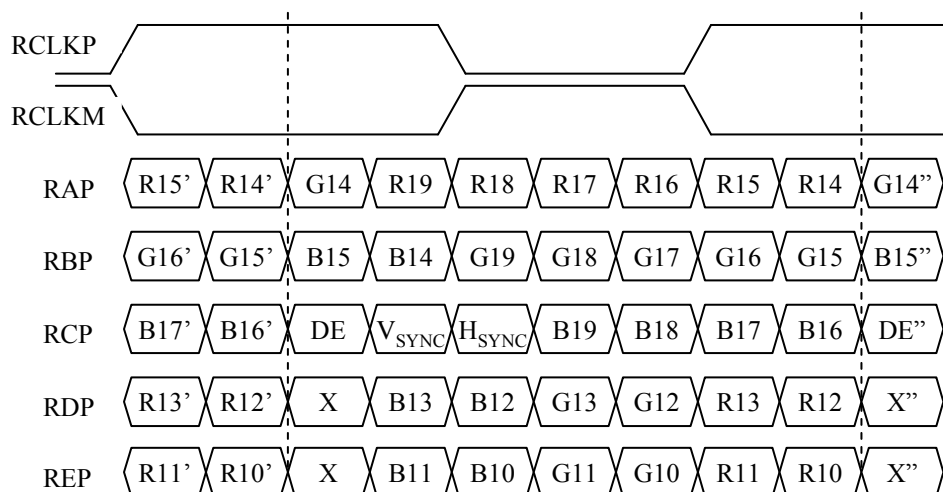 RCLKP
RCLKM
RAP R15’ R14’ G14 R19 R18 R17 R16 R15 R14 G14”
RBP G16’ G15’ B15 B14 G19 G18 G17 G16 G15 B15”
RCP B17’ B16’ DE VSYNC HSYNC B19 B18 B17 B16 DE”
RDP R13’ R12’ X B13 B12 G13 G12 R13 R12 X”
REP R11’ R10’ X B11 B10 G11 G10 R11 R10 X”